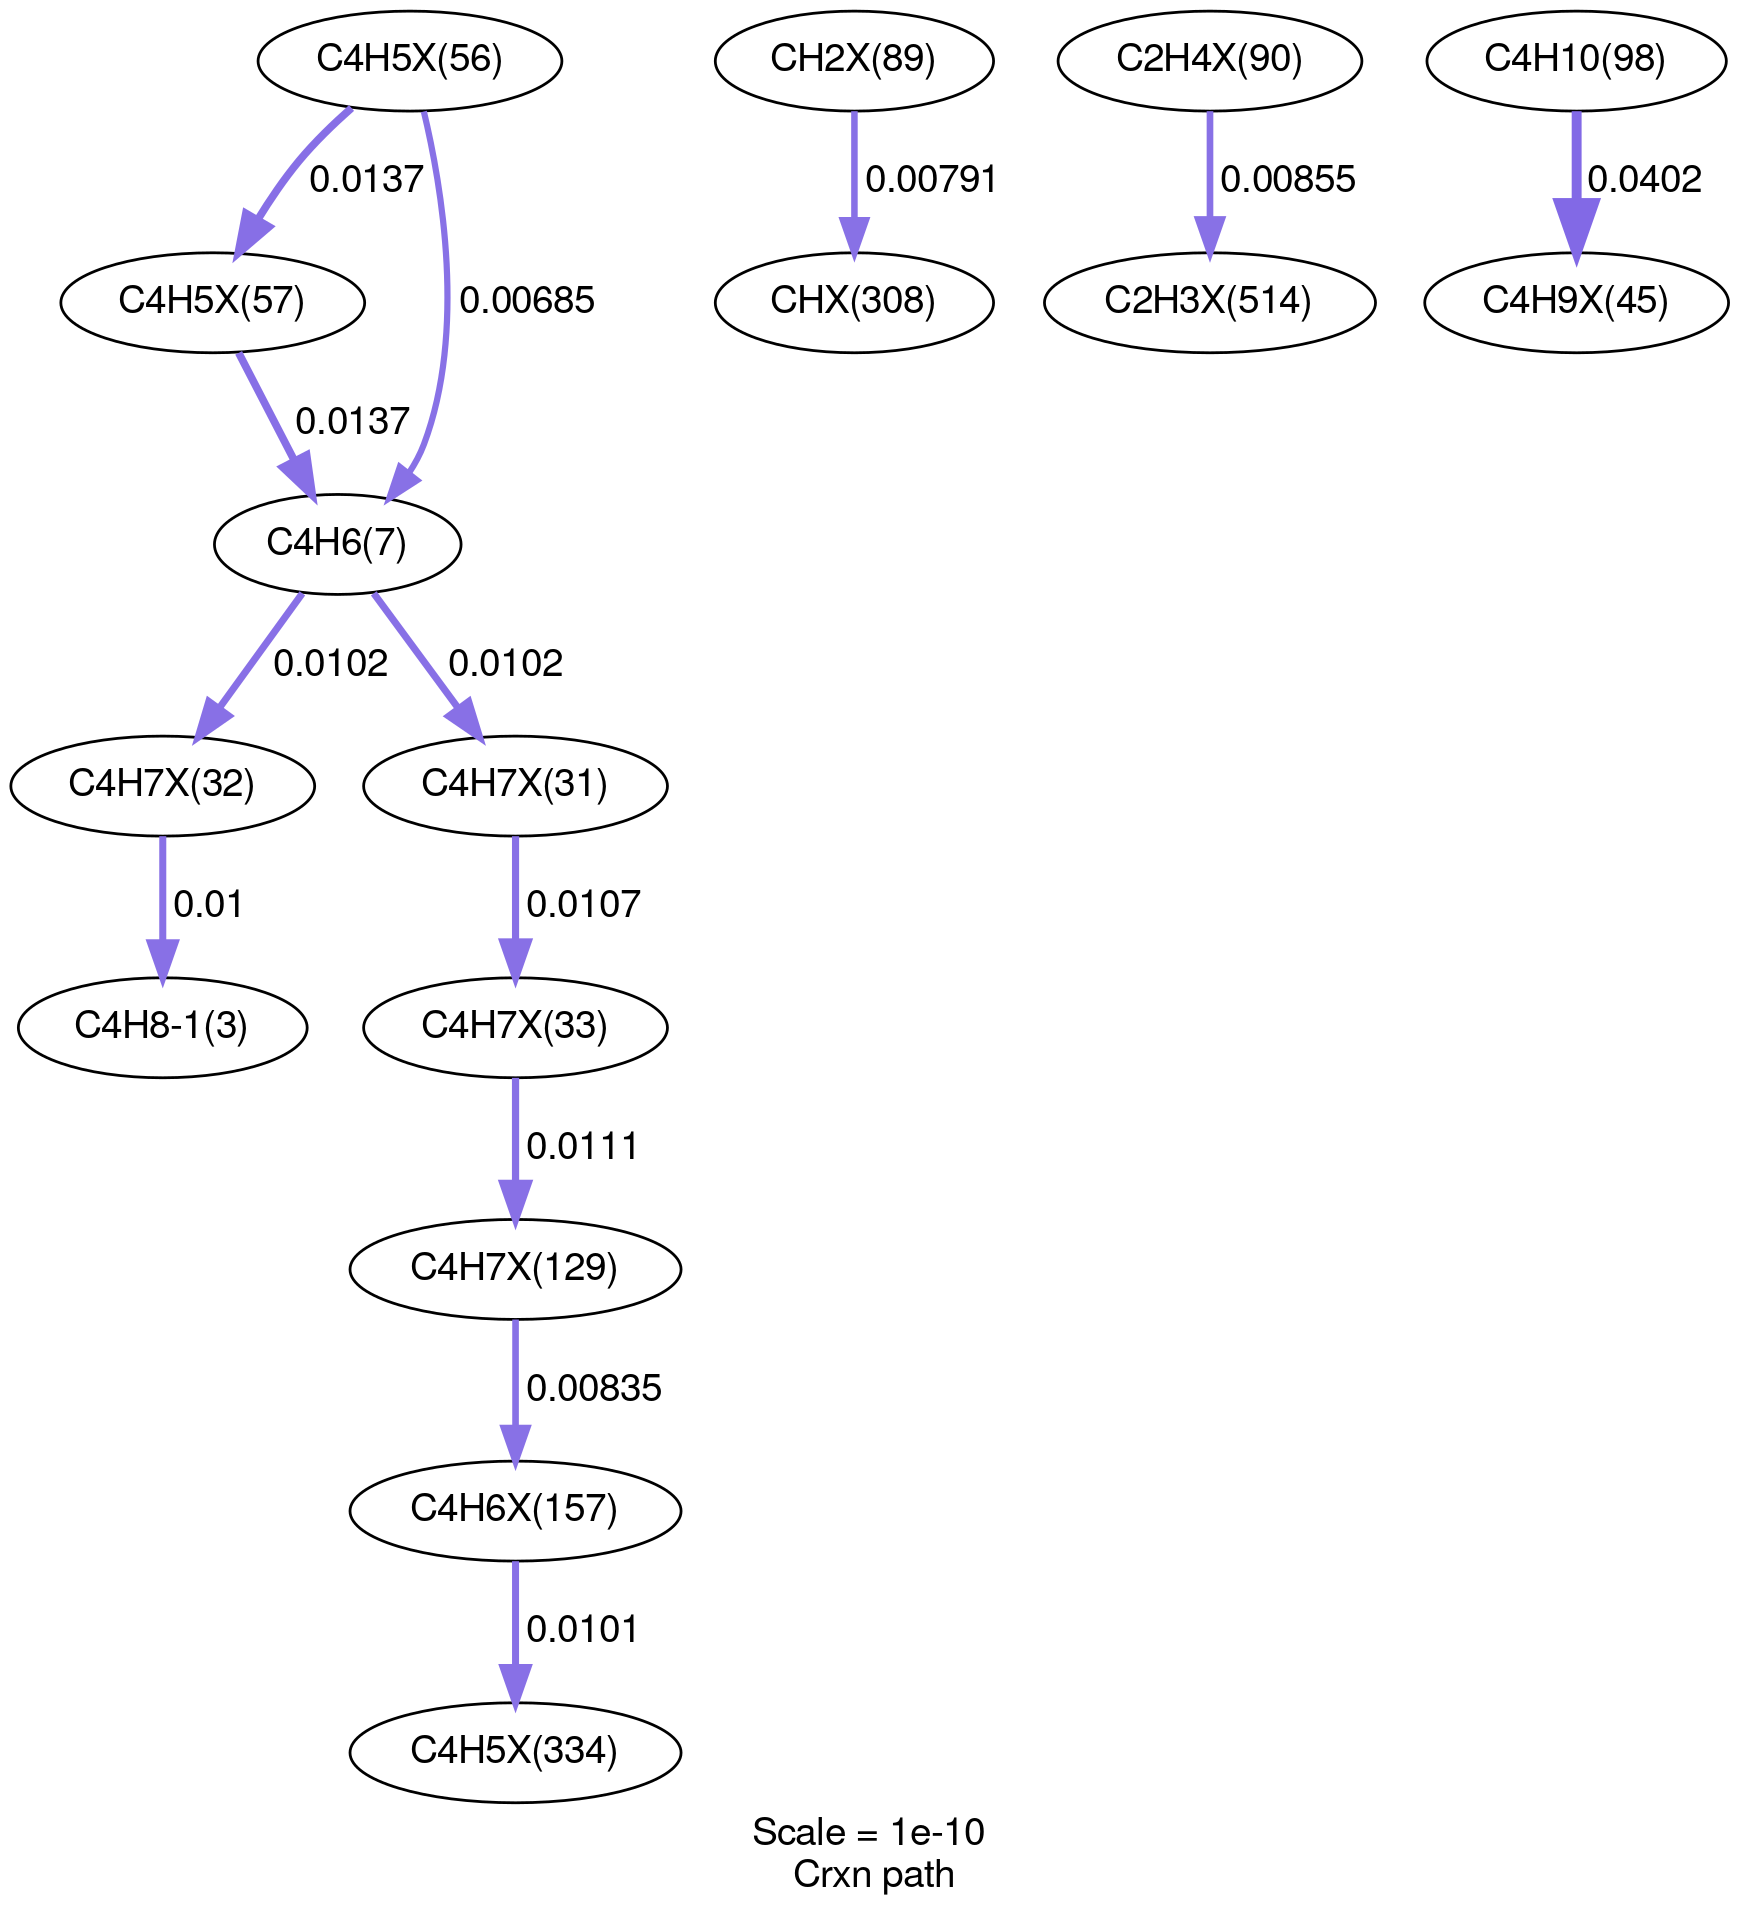 C4H5X(56)
CH2X(89)
C2H4X(90)
C4H10(98)
0.0137
0.00791
0.00855
0.0402
C4H5X(57)
0.00685
CHX(308)
C2H3X(514)
C4H9X(45)
0.0137
C4H6(7)
0.0102
0.0102
C4H7X(32)
C4H7X(31)
0.01
0.0107
C4H8-1(3)
C4H7X(33)
0.0111
C4H7X(129)
0.00835
C4H6X(157)
0.0101
C4H5X(334)
Scale = 1e-10
Crxn path